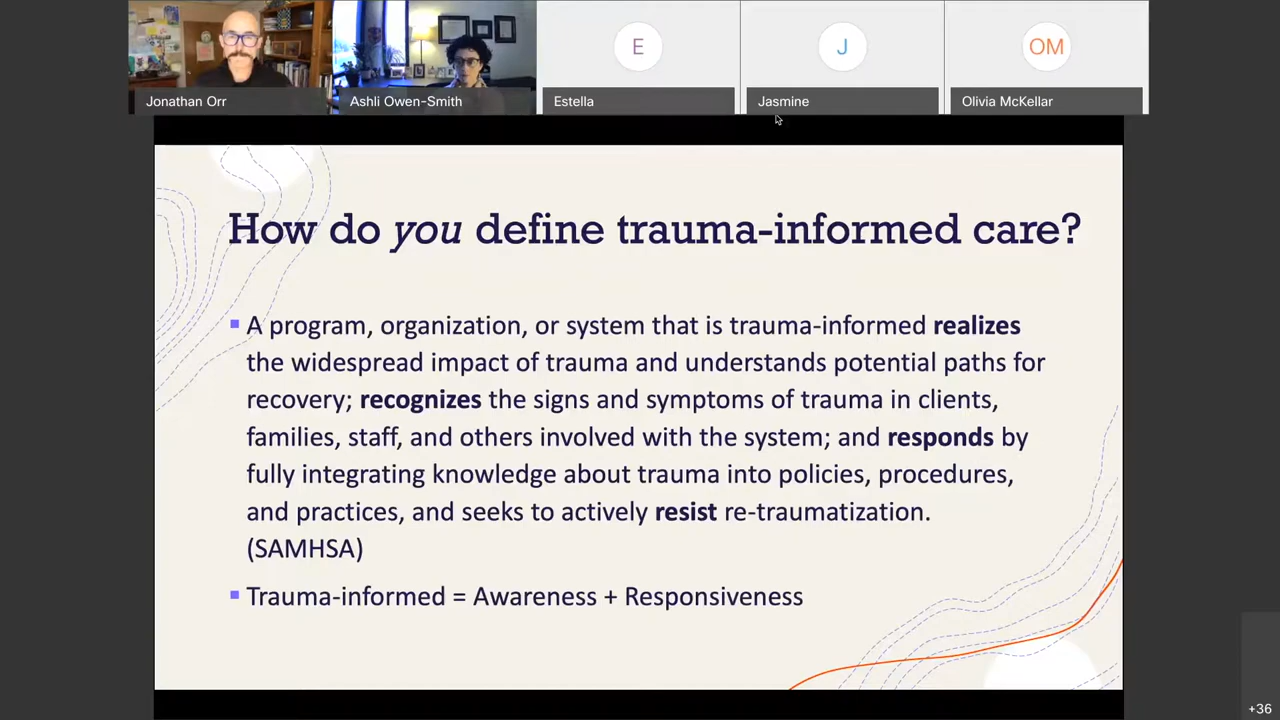 Jonathan Orr
Ashli Owen-Smith
E
Estella
J
Jasmine
OM
Olivia McKellar
How do you define trauma-informed care?
A program, organization, or system that is trauma-informed realizes
the widespread impact of trauma and understands potential paths for
recovery; recognizes the signs and symptoms of trauma in clients,
families, staff, and others involved with the system; and responds by
fully integrating knowledge about trauma into policies, procedures,
and practices, and seeks to actively resist re-traumatization.
(SAMHSA)
Trauma-informed = Awareness + Responsiveness
+36